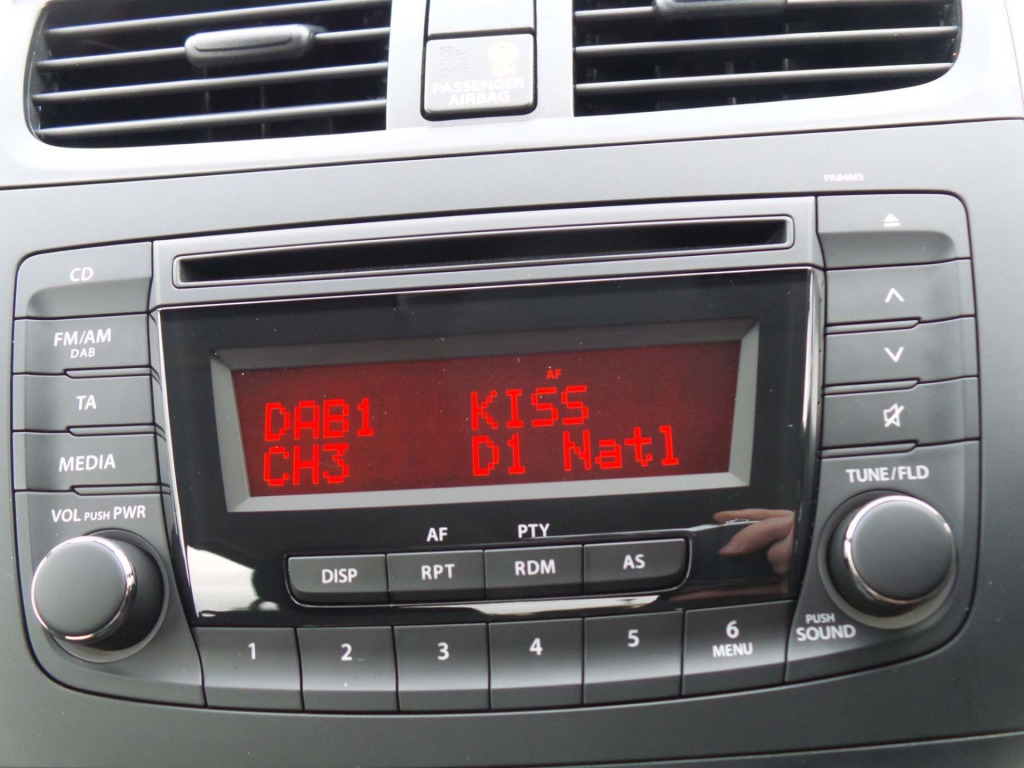 ON
PASSENGER
AIRBAG
PA84M5
CD
FM/AM
DAB
TA
MEDIA
VOL PUSH PWR
AF
DAB1 KISS
CH3 D1 Natl
AF PTY
DISP RPT RDM AS
1 2 3 4 5 6
MENU
TUNE/FLD
PUSH
SOUND